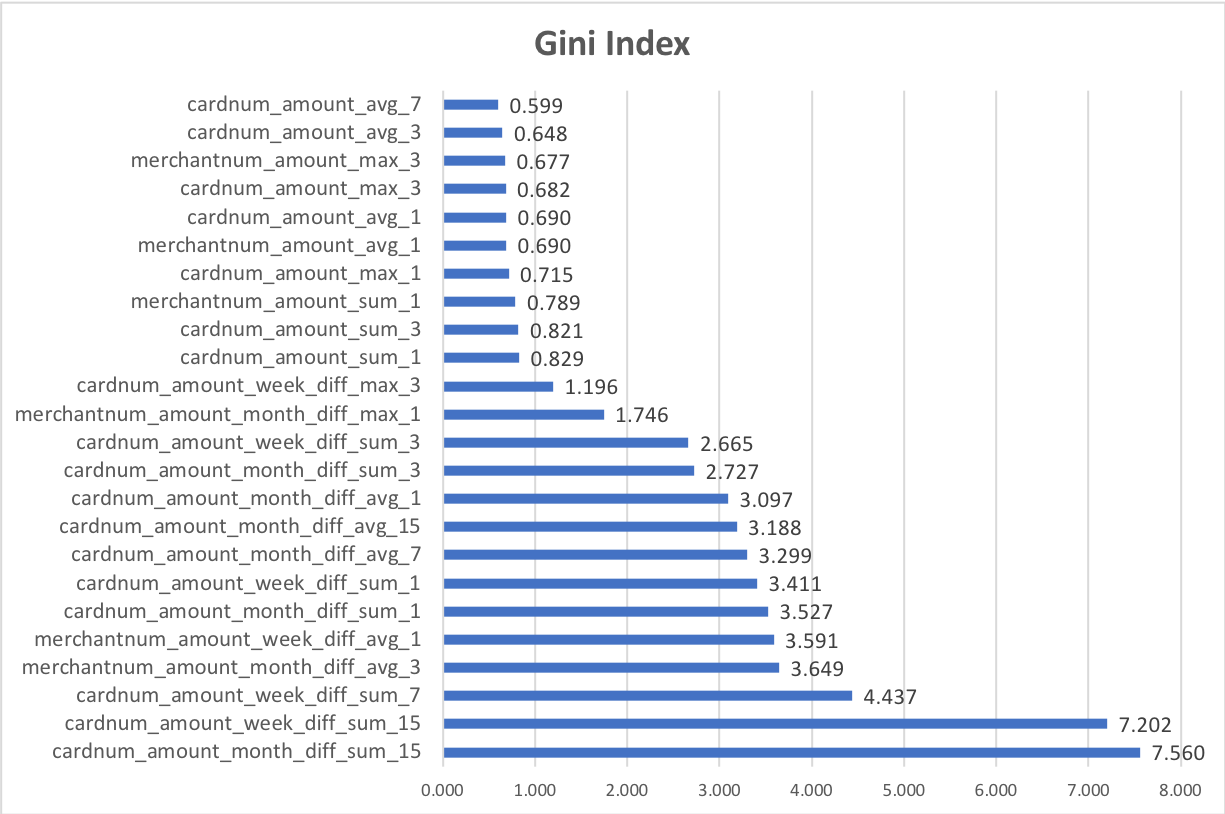 Gini Index
cardnum_amount_avg_7 0.599
cardnum_amount_avg_3 0.648
merchantnum_amount_max_3 0.677
cardnum_amount_max_3 0.682
cardnum_amount_avg_1 0.690
merchantnum_amount_avg_1 0.690
cardnum_amount_max_1 0.715
merchantnum_amount_sum_1 0.789
cardnum_amount_sum_3 0.821
cardnum_amount_sum_1 0.829
cardnum_amount_week_diff_max_3 1.196
merchantnum_amount_month_diff_max_1 1.746
cardnum_amount_week_diff_sum_3 2.665
cardnum_amount_month_diff_sum_3 2.727
cardnum_amount_month_diff_avg_1 3.097
cardnum_amount_month_diff_avg_15 3.188
cardnum_amount_month_diff_avg_7 3.299
cardnum_amount_week_diff_sum_1 3.411
cardnum_amount_month_diff_sum_1 3.527
merchantnum_amount_week_diff_avg_1 3.591
merchantnum_amount_month_diff_avg_3 3.649
cardnum_amount_week_diff_sum_7 4.437
cardnum_amount_week_diff_sum_15 7.202
cardnum_amount_month_diff_sum_15 7.560
0.000 1.000 2.000 3.000 4.000 5.000 6.000 7.000 8.000